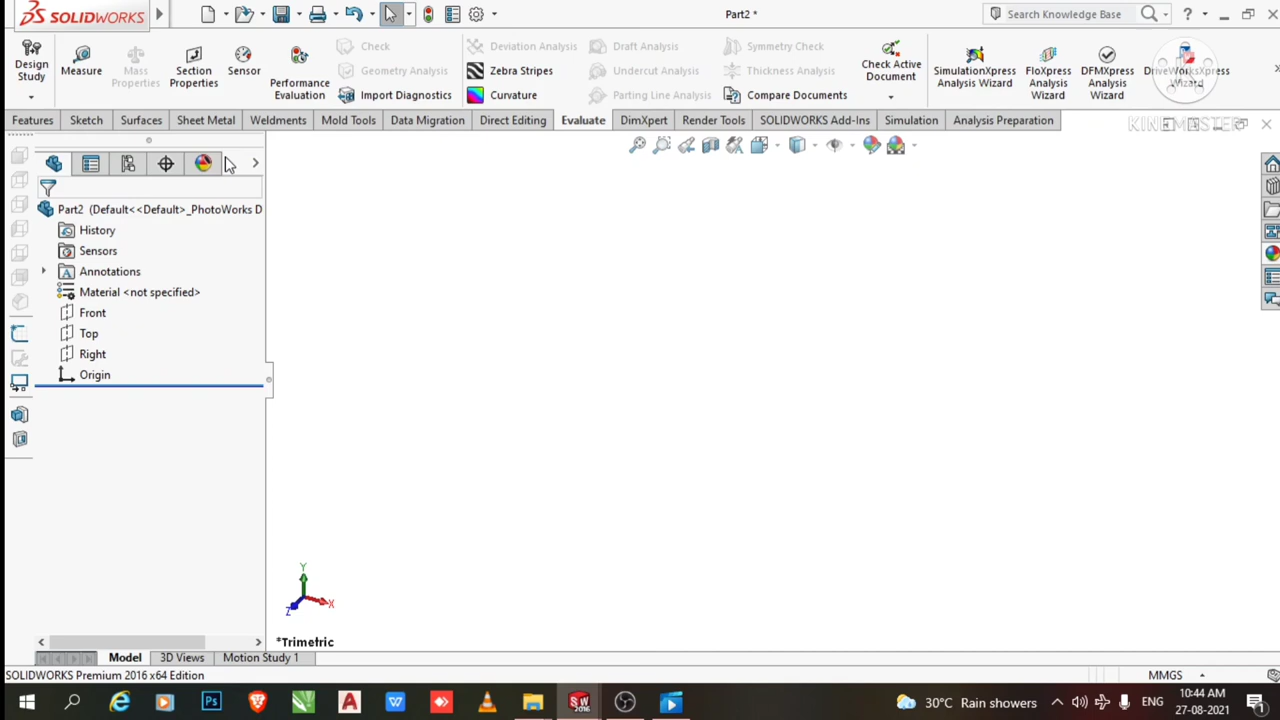 SOLIDWORKS
Part2 *
Search Knowledge Base
Design Study
Measure
Mass Properties
Section Properties
Sensor
Performance Evaluation
Check
Geometry Analysis
Import Diagnostics
Deviation Analysis
Zebra Stripes
Curvature
Draft Analysis
Undercut Analysis
Parting Line Analysis
Symmetry Check
Thickness Analysis
Compare Documents
Check Active Document
SimulationXpress Analysis Wizard
FloXpress Analysis Wizard
DFMXpress Analysis Wizard
DriveWorksXpress Wizard
Features Sketch Surfaces Sheet Metal Weldments Mold Tools Data Migration Direct Editing Evaluate DimXpert Render Tools SOLIDWORKS Add-Ins Simulation Analysis Preparation
KINEMASTER
Part2 (Default<<Default>_PhotoWorks D
History
Sensors
Annotations
Material <not specified>
Front
Top
Right
Origin
Y
X
Z
*Trimetric
Model 3D Views Motion Study 1
SOLIDWORKS Premium 2016 x64 Edition
MMGS
30°C Rain showers
ENG
10:44 AM
27-08-2021